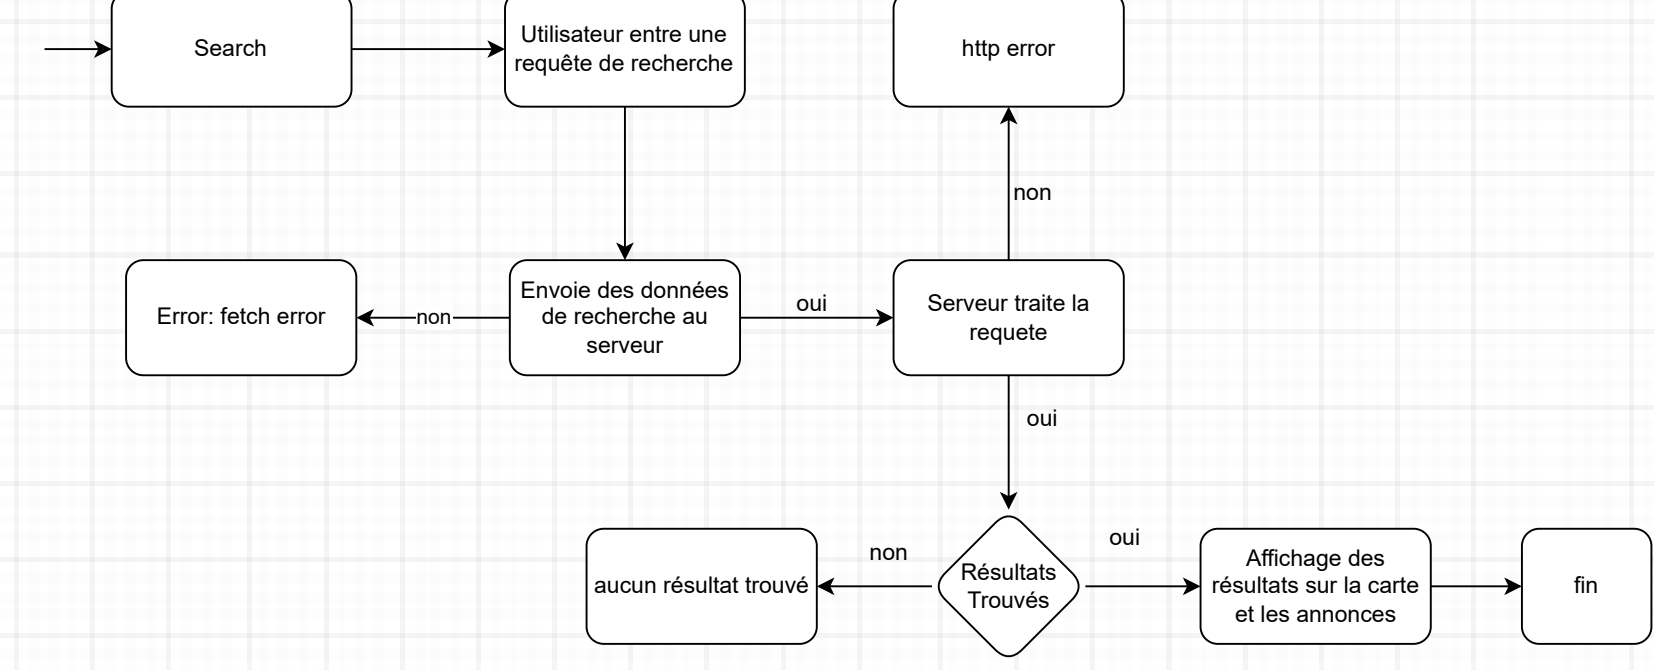 Search
Utilisateur entre une
requête de recherche
http error
non
Error: fetch error
non
Envoie des données
de recherche au
serveur
oui
Serveur traite la
requete
oui
aucun résultat trouvé
non
Résultats
Trouvés
oui
Affichage des
résultats sur la carte
et les annonces
fin